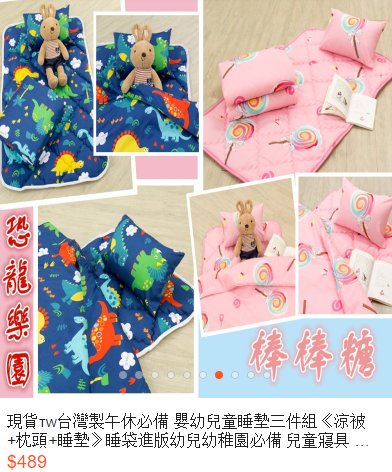 恐龍樂園
棒棒糖
現貨TW台灣製午休必備 嬰幼兒童睡墊三件組《涼被
+枕頭+睡墊》睡袋進版幼兒幼稚園必備 兒童寢具 ...
$489